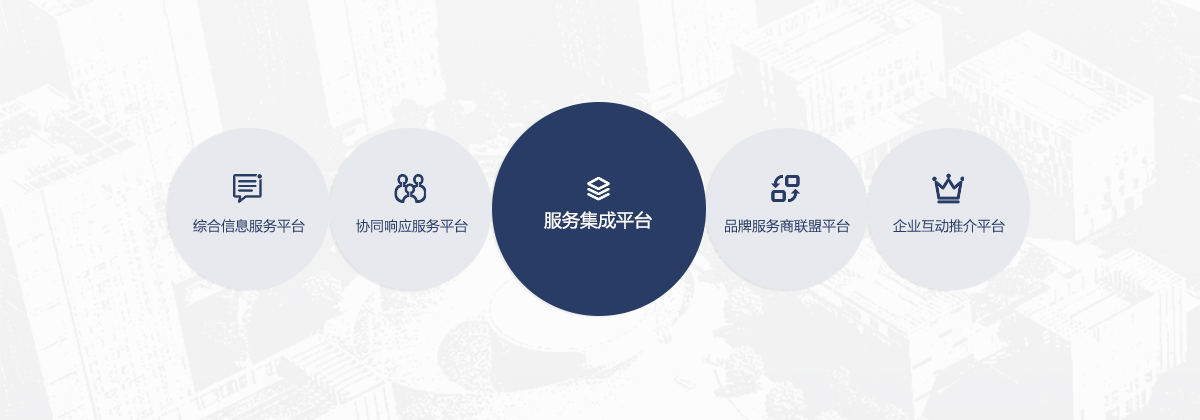 综合信息服务平台
协同响应服务平台
服务集成平台
品牌服务商联盟平台
企业互动推介平台